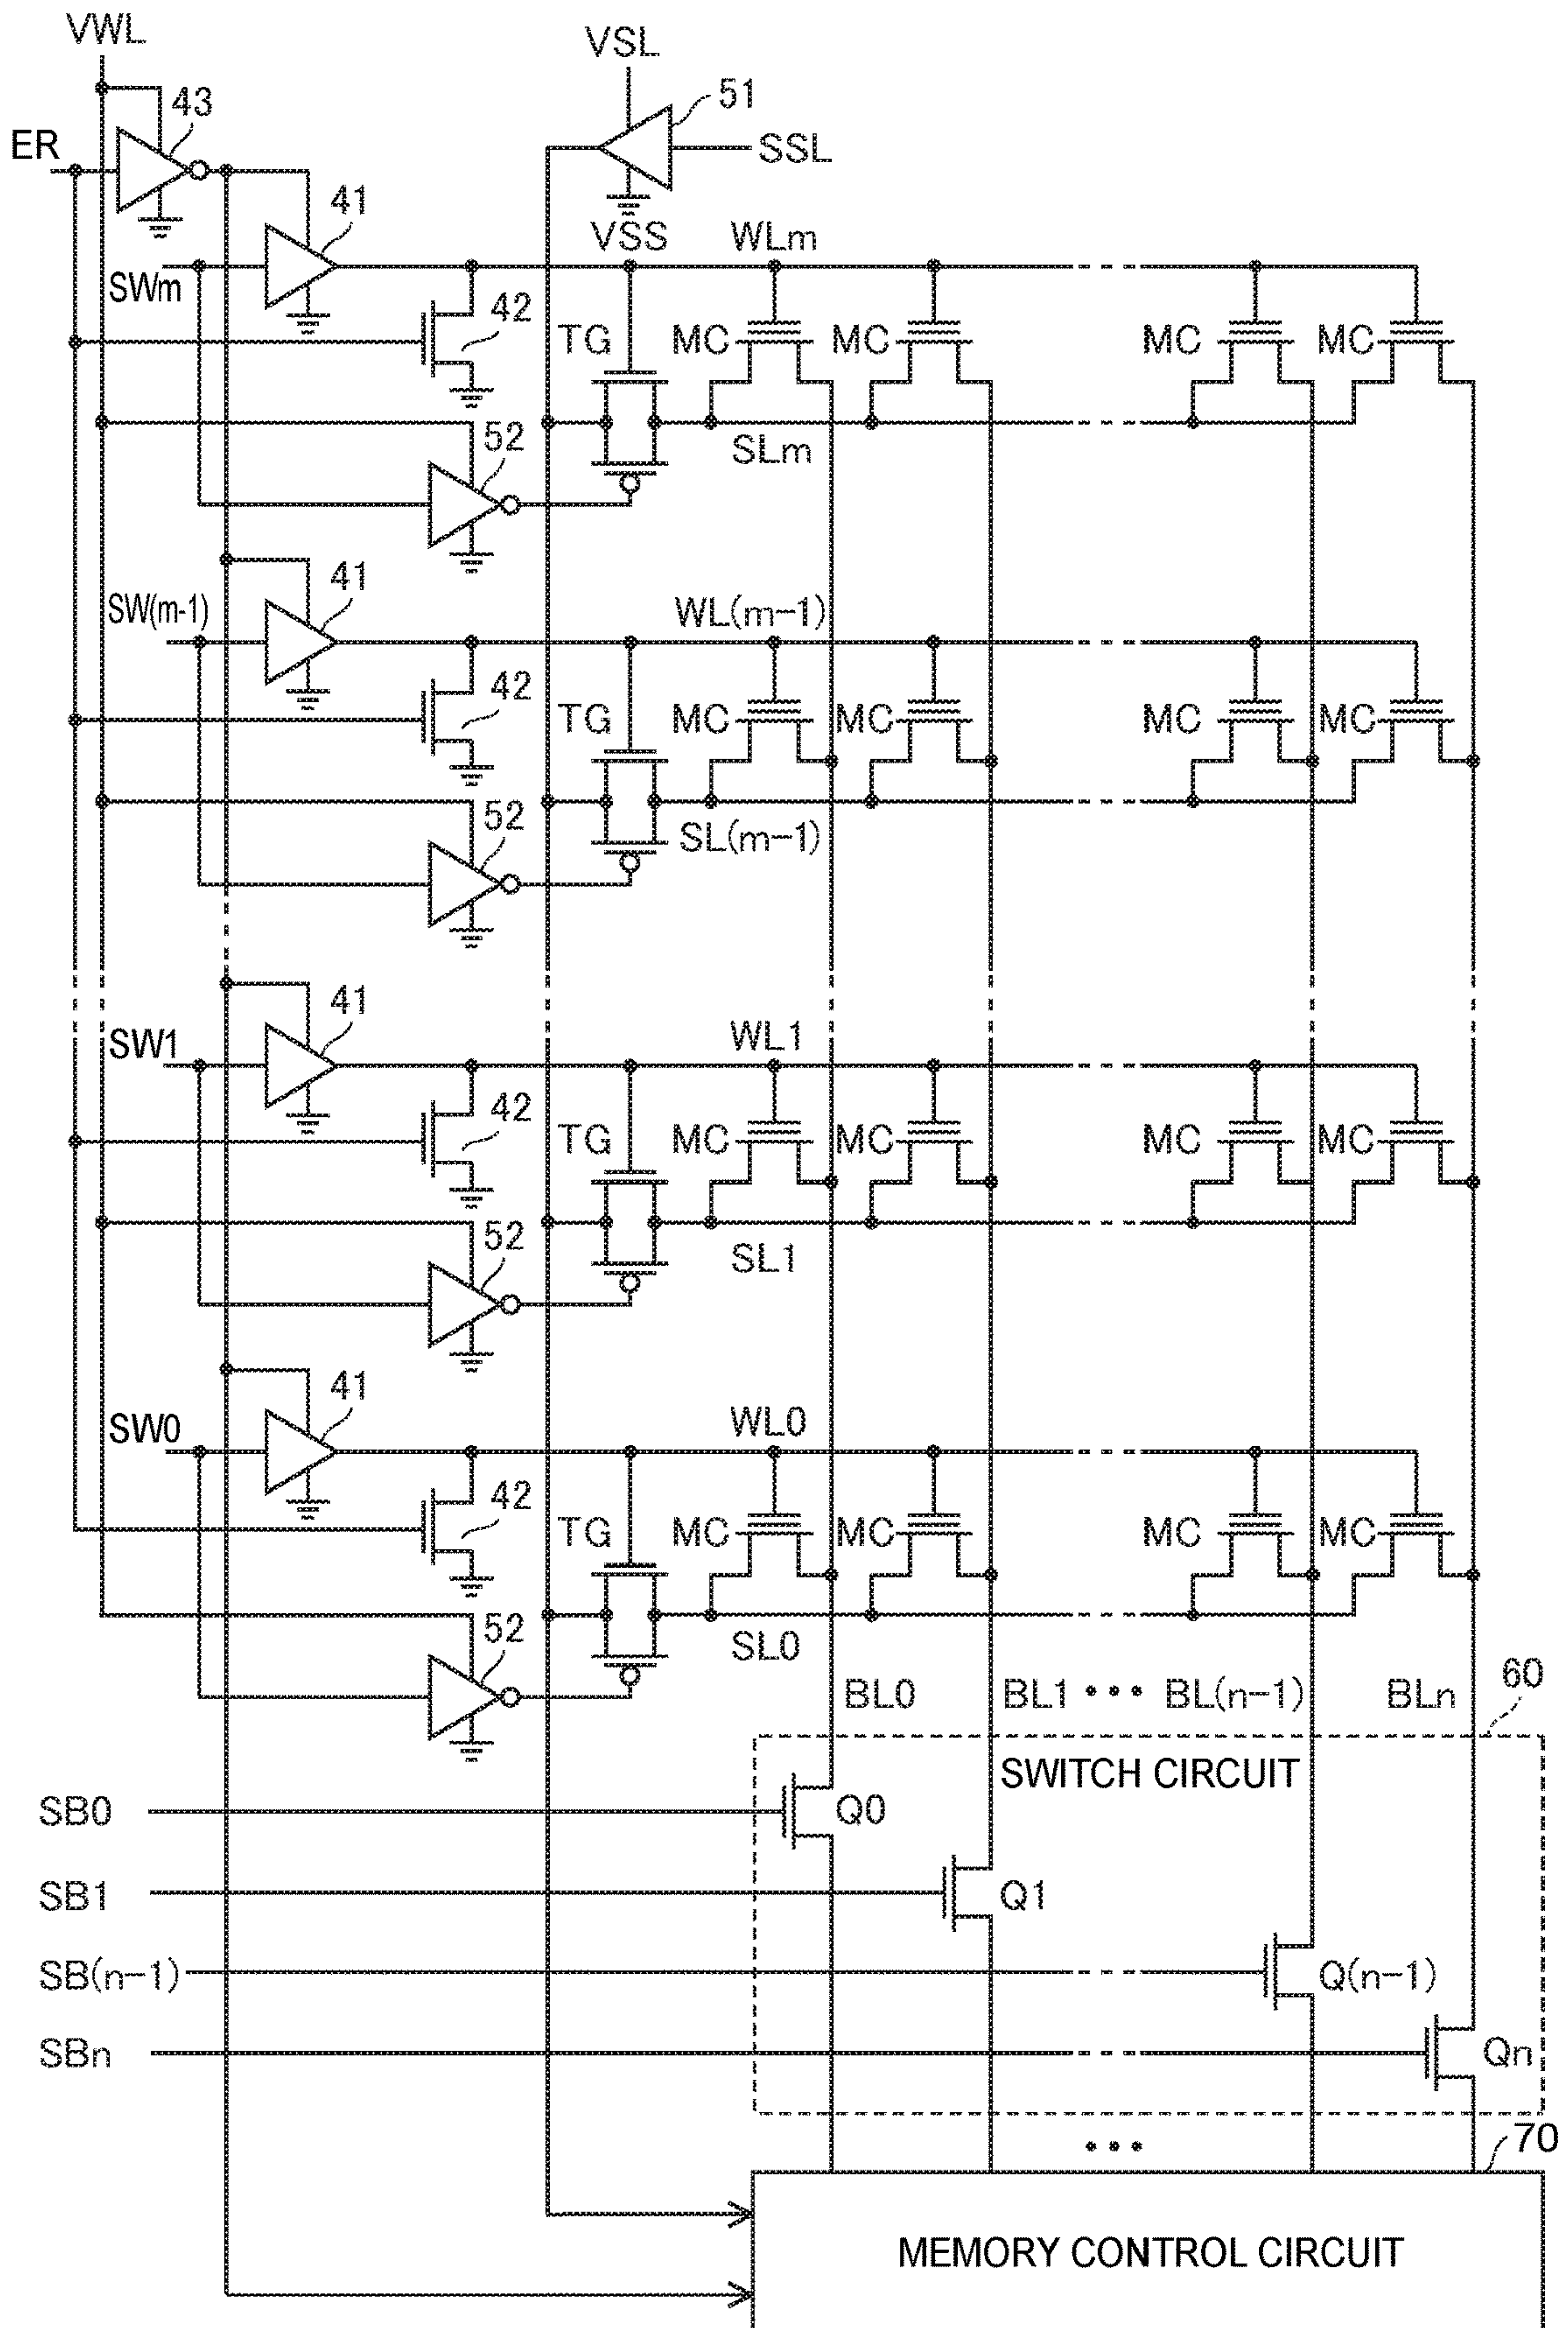 VWL
VSL
43
51
ER
SSL
41
VSS
WLm
SWm
42
TG
MC
MC
MC
MC
52
SLm
41
SW(m-1)
WL(m-1)
42
TG
MC
MC
MC
MC
52
SL(m-1)
41
SW1
WL1
42
TG
MC
MC
MC
MC
52
SL1
41
SW0
WL0
42
TG
MC
MC
MC
MC
52
SL0
60
BL0
BL1 ••• BL(n-1)
BLn
SWITCH CIRCUIT
SB0
Q0
SB1
Q1
SB(n-1)
Q(n-1)
SBn
Qn
•••
70
MEMORY CONTROL CIRCUIT